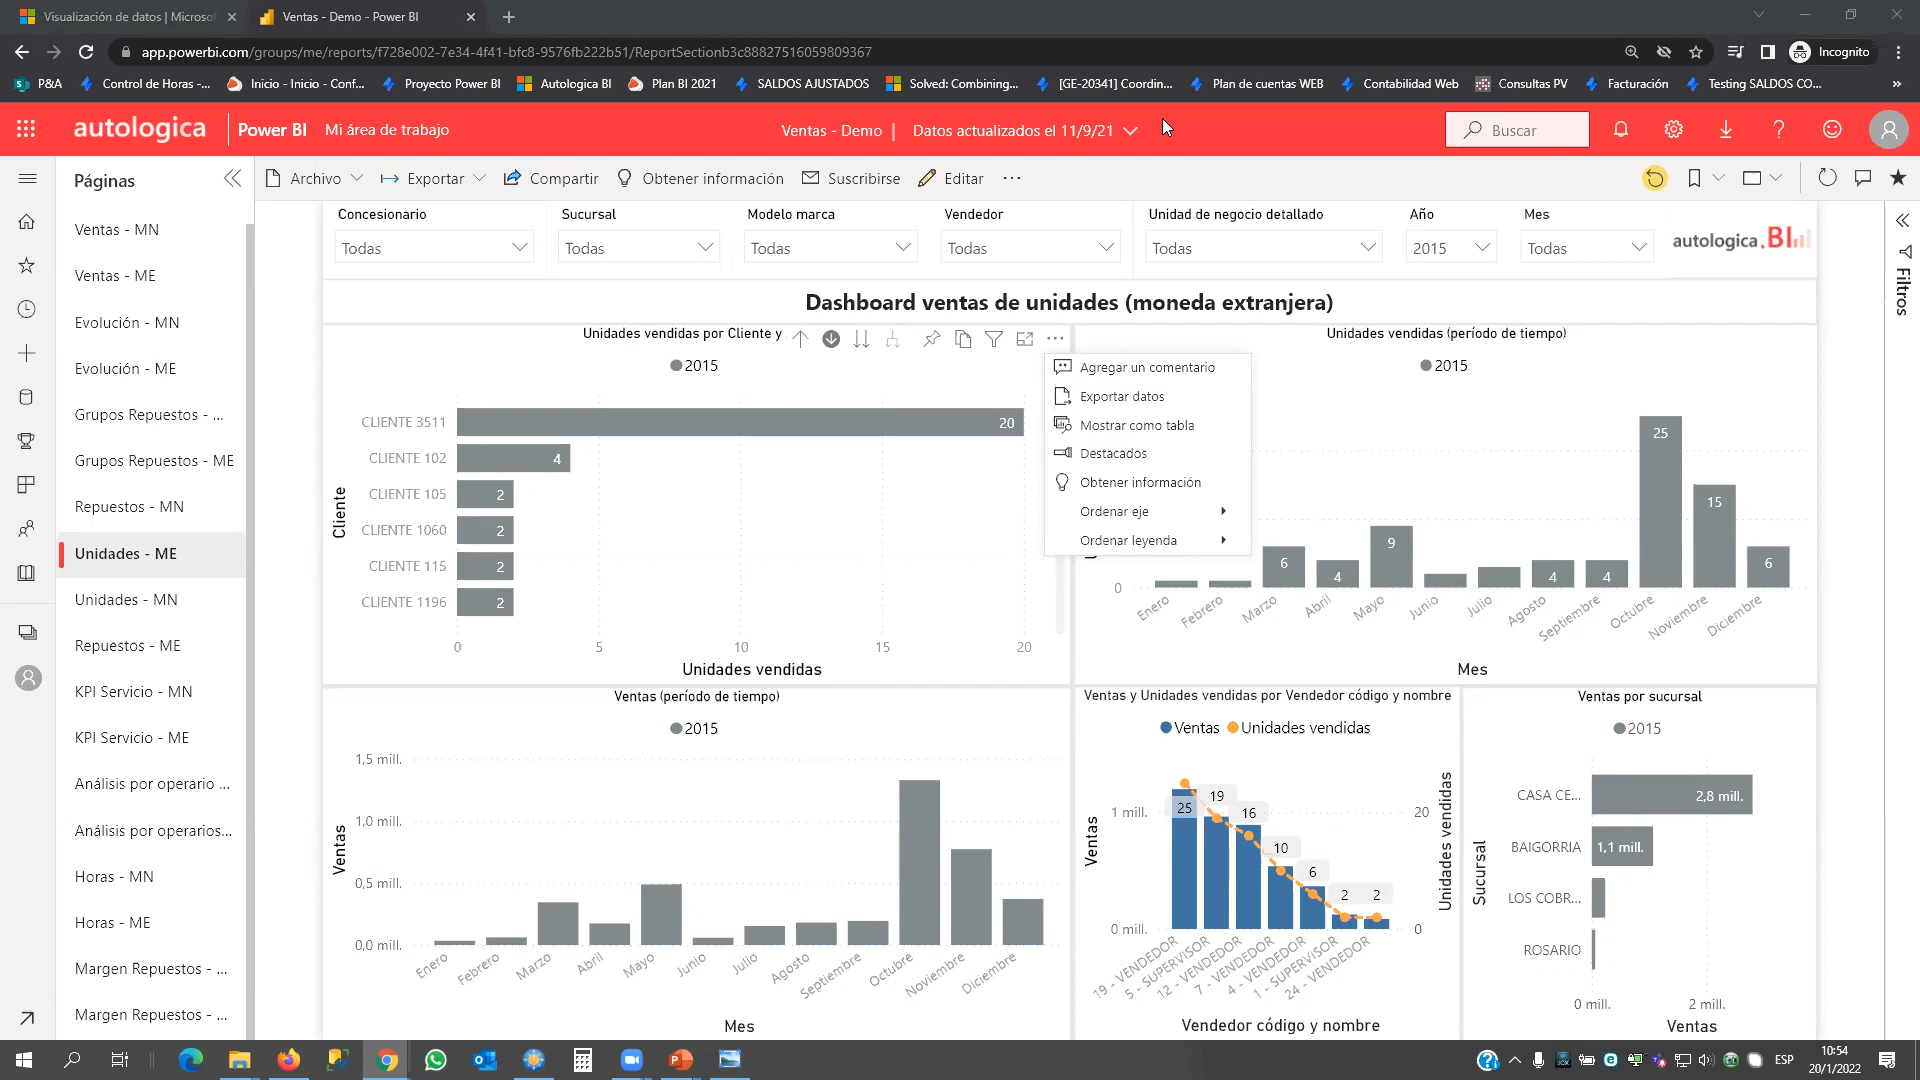 Visualización de datos | Microsof
Ventas - Demo - Power BI
app.powerbi.com/groups/me/reports/f728e002-7e34-4f41-bfc8-9576fb222b51/ReportSectionb3c88827516059809367
Incognito
P&A
Control de Horas -...
Inicio - Inicio - Conf...
Proyecto Power BI
Autologica BI
Plan BI 2021
SALDOS AJUSTADOS
Solved: Combining...
[GE-20341] Coordin...
Plan de cuentas WEB
Contabilidad Web
Consultas PV
Facturación
Testing SALDOS CO...
autologica
Power BI
Mi área de trabajo
Ventas - Demo | Datos actualizados el 11/9/21
Buscar
Páginas
Archivo
Exportar
Compartir
Obtener información
Suscribirse
Editar
Ventas - MN
Ventas - ME
Evolución - MN
Evolución - ME
Grupos Repuestos - ...
Grupos Repuestos - ME
Repuestos - MN
Unidades - ME
Unidades - MN
Repuestos - ME
KPI Servicio - MN
KPI Servicio - ME
Análisis por operario ...
Análisis por operarios...
Horas - MN
Horas - ME
Margen Repuestos - ...
Margen Repuestos - ...
Concesionario
Todas
Sucursal
Todas
Modelo marca
Todas
Vendedor
Todas
Unidad de negocio detallado
Todas
Año
2015
Mes
Todas
autologica.BI
Filtros
Dashboard ventas de unidades (moneda extranjera)
Unidades vendidas por Cliente y
2015
Cliente
CLIENTE 3511
20
CLIENTE 102
4
CLIENTE 105
2
CLIENTE 1060
2
CLIENTE 115
2
CLIENTE 1196
2
0
5
10
15
20
Unidades vendidas
Agregar un comentario
Exportar datos
Mostrar como tabla
Destacados
Obtener información
Ordenar eje
Ordenar leyenda
Unidades vendidas (período de tiempo)
2015
6
4
9
4
4
25
15
6
0
Enero
Febrero
Marzo
Abril
Mayo
Junio
Julio
Agosto
Septiembre
Octubre
Noviembre
Diciembre
Mes
Ventas (período de tiempo)
2015
Ventas
1,5 mill.
1,0 mill.
0,5 mill.
0,0 mill.
Enero
Febrero
Marzo
Abril
Mayo
Junio
Julio
Agosto
Septiembre
Octubre
Noviembre
Diciembre
Mes
Ventas y Unidades vendidas por Vendedor código y nombre
Ventas
Unidades vendidas
Ventas
1 mill.
0 mill.
25
19
16
10
6
2
2
20
0
Unidades vendidas
19 - VENDEDOR
5 - SUPERVISOR
12 - VENDEDOR
7 - VENDEDOR
4 - VENDEDOR
1 - SUPERVISOR
24 - VENDEDOR
Vendedor código y nombre
Ventas por sucursal
2015
Sucursal
CASA CE...
2,8 mill.
BAIGORRIA
1,1 mill.
LOS COBR...
ROSARIO
0 mill.
2 mill.
Ventas
ESP
10:54
20/1/2022